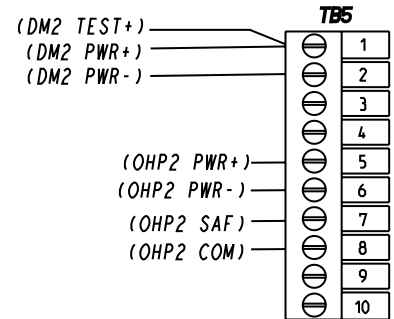 TB5
(DM2 TEST+)
(DM2 PWR+) 1
(DM2 PWR-) 2
3
4
(OHP2 PWR+) 5
(OHP2 PWR-) 6
(OHP2 SAF) 7
(OHP2 COM) 8
9
10